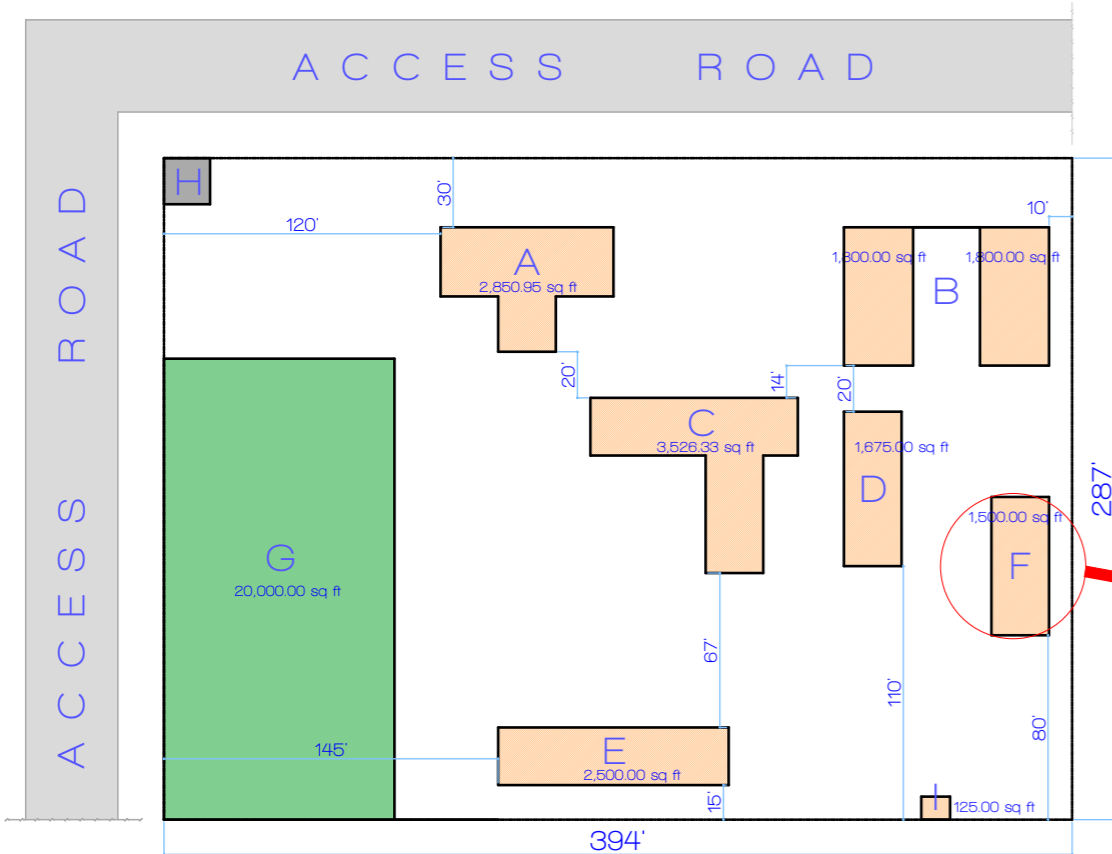 ACCESS ROAD
ACCESS ROAD
H
30'
10'
120'
A
2,850.95 sq ft
1,800.00 sq ft
1,800.00 sq ft
B
20'
14'
20'
C
3,526.33 sq ft
1,675.00 sq ft
D
287'
1,500.00 sq ft
F
G
20,000.00 sq ft
67'
110'
80'
145'
E
2,500.00 sq ft
15'
I
125.00 sq ft
394'